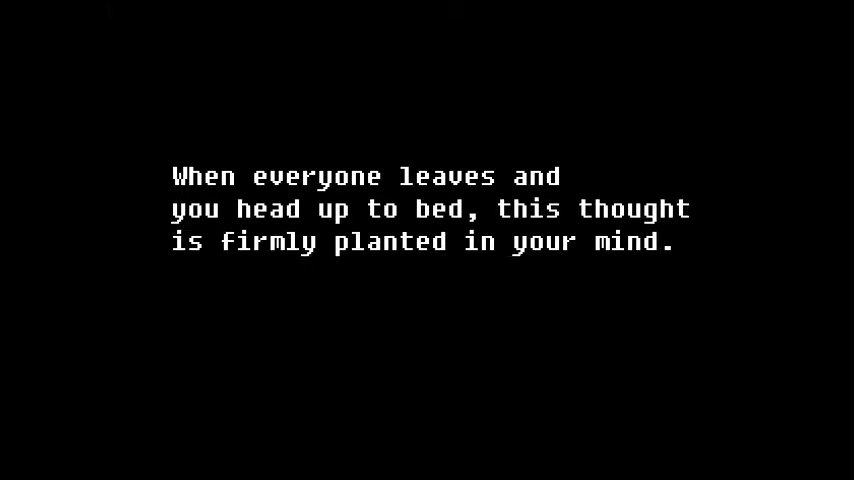 When everyone leaves and
you head up to bed, this thought
is firmly planted in your mind.